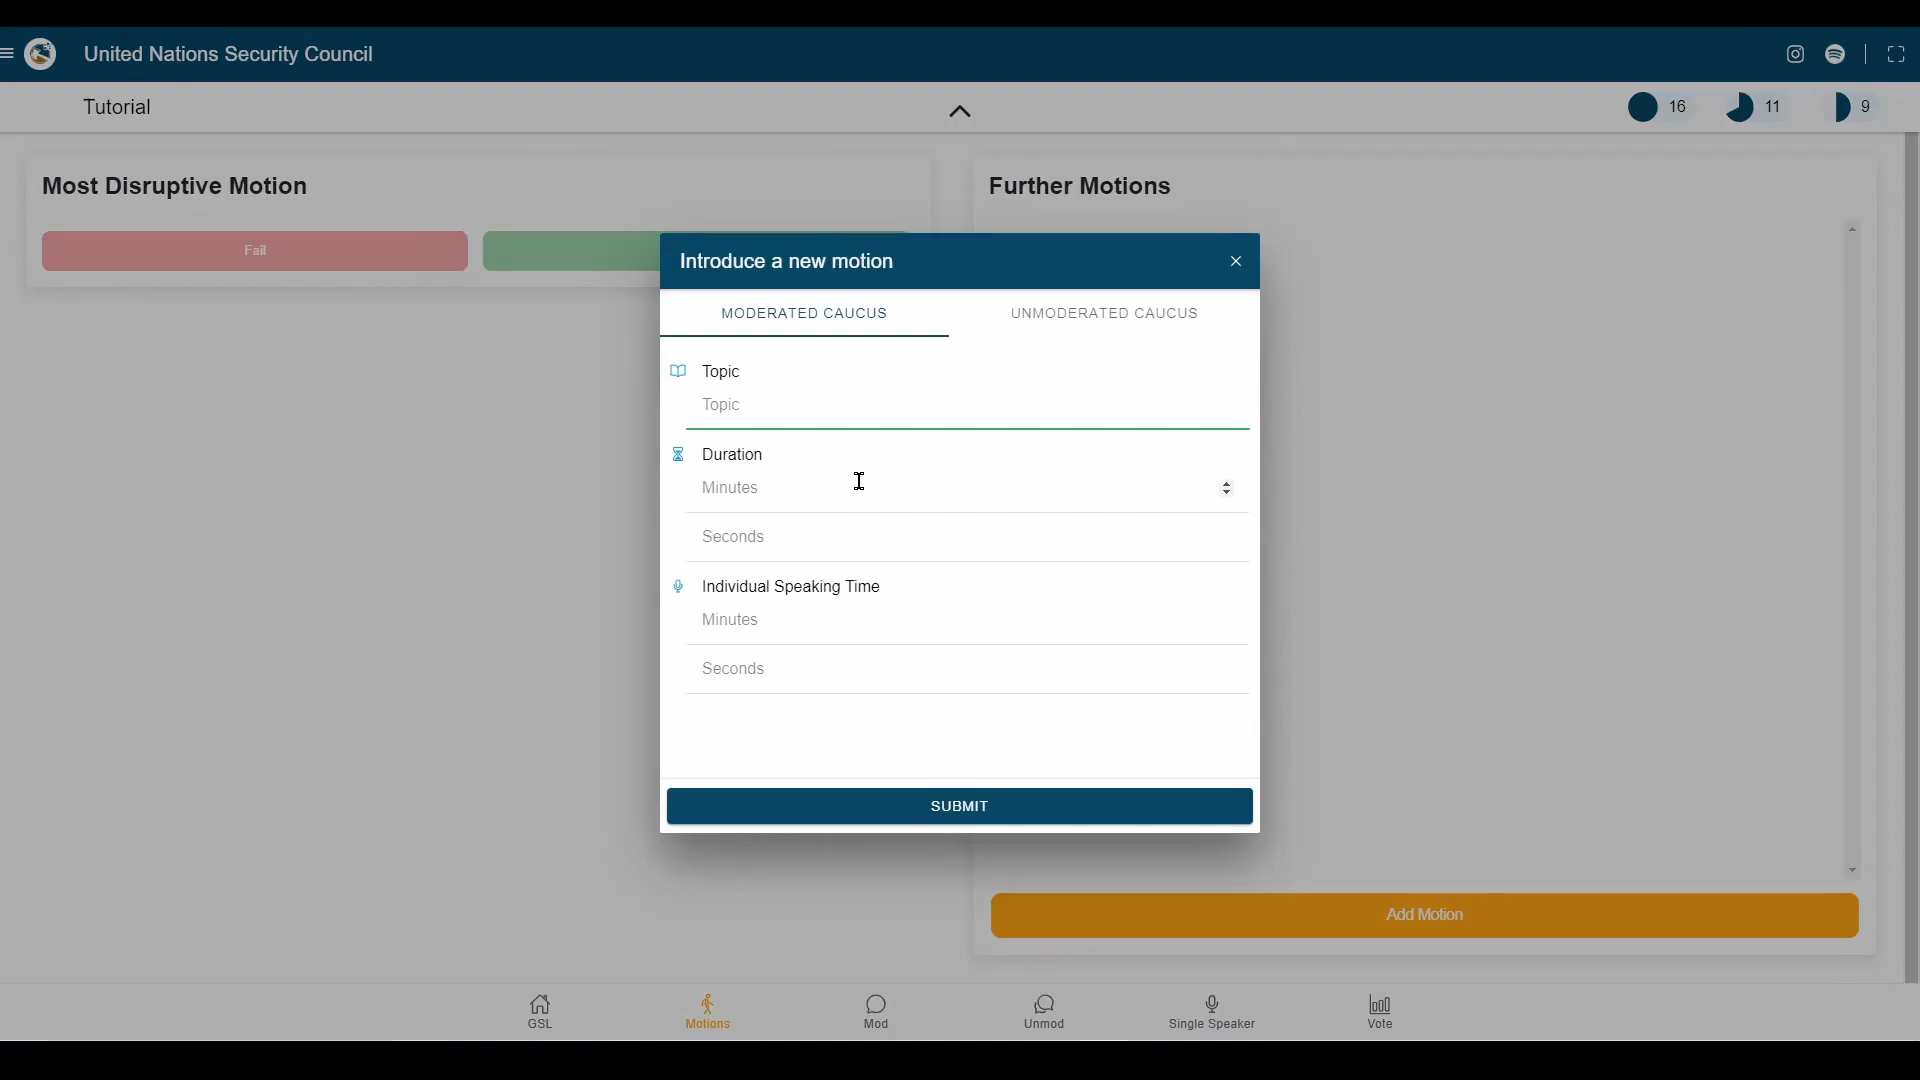 United Nations Security Council
Tutorial
16
11
9
Most Disruptive Motion
Fail
Further Motions
Introduce a new motion
MODERATED CAUCUS
UNMODERATED CAUCUS
Topic
Topic
Duration
Minutes
Seconds
Individual Speaking Time
Minutes
Seconds
SUBMIT
Add Motion
GSL
Motions
Mod
Unmod
Single Speaker
Vote